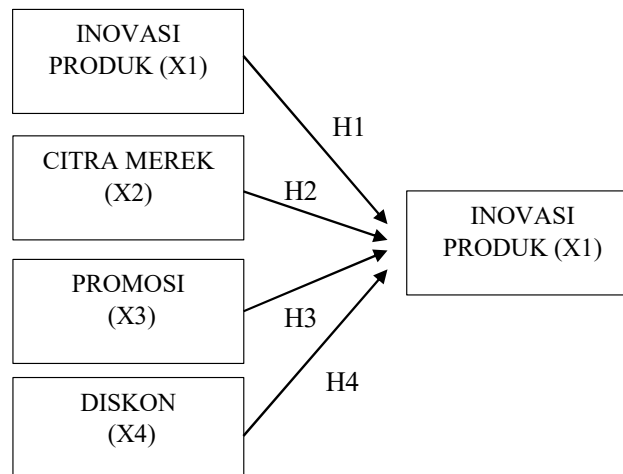 INOVASI
PRODUK (X1)
H1
CITRA MEREK
(X2)
H2
INOVASI
PRODUK (X1)
PROMOSI
(X3)
H3
DISKON
(X4)
H4